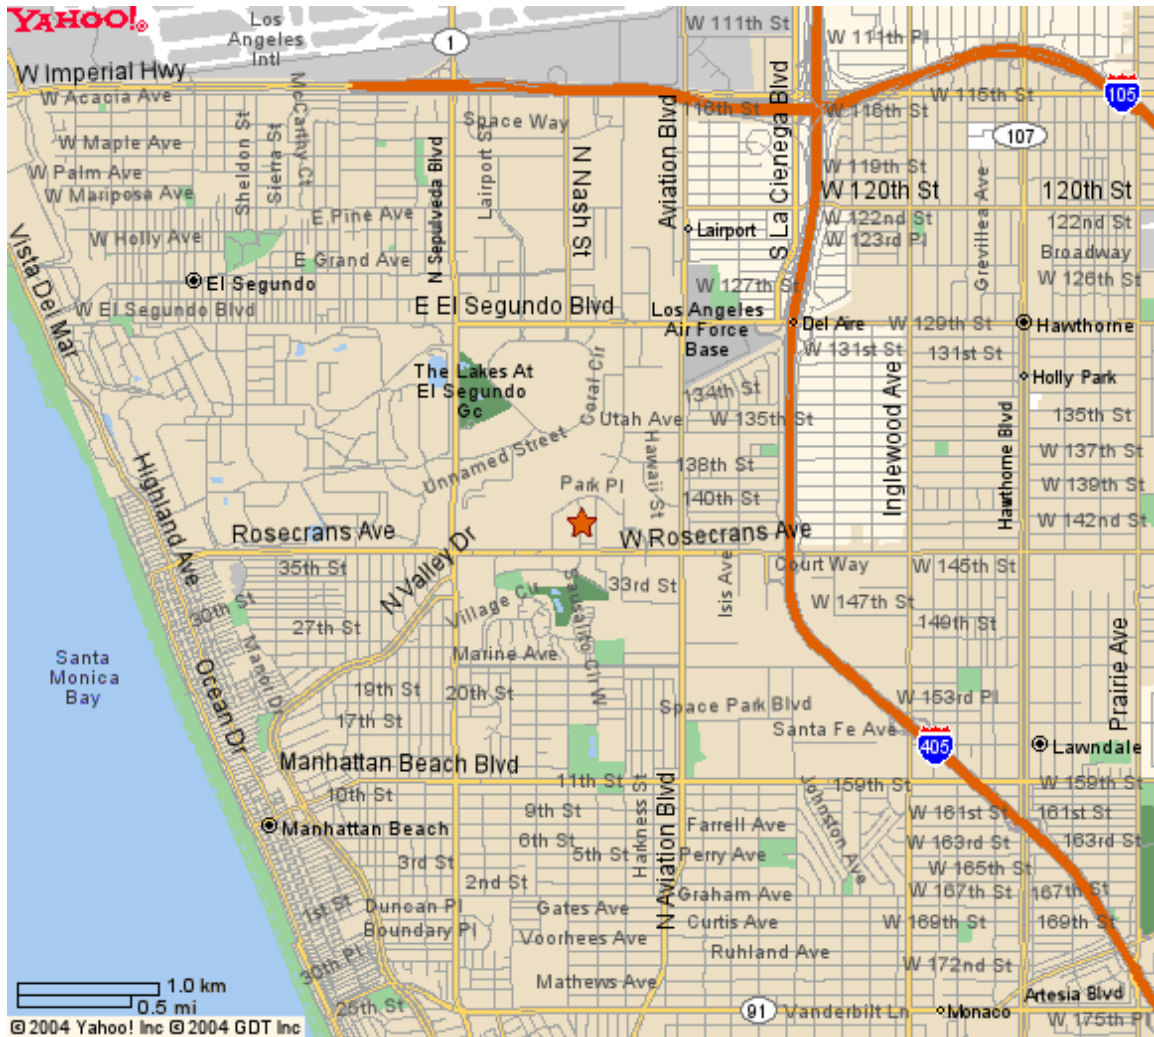 YAHOO!®
Los
Angeles
Intl
1
W 111th St
W 111th Pl
W Imperial Hwy
W Acacia Ave
McCarthy Ct
Sheldon St
Sierra St
W Maple Ave
W Palm Ave
W Mariposa Ave
E Pine Ave
W Holly Ave
E Grand Ave
El Segundo
W El Segundo Blvd
N Sepulveda Blvd
Lairport St
Space Way
N Nash St
Aviation Blvd
116th St
S La Cienega Blvd
W 115th St
W 116th St
105
107
W 119th St
W 120th St
120th St
W 122nd St
W 123rd Pl
Grevillea Ave
122nd St
Broadway
W 126th St
Lairport
W 127th St
E El Segundo Blvd
Los Angeles
Air Force
Base
Del Aire
W 129th St
Hawthorne
W 131st St
131st St
Holly Park
Vista Del Mar
The Lakes At
El Segundo
Gc
Coral Cir
134th St
Utah Ave
W 135th St
135th St
Inglewood Ave
Hawthorne Blvd
W 137th St
W 139th St
W 142nd St
Unnamed Street
Hawaii St
138th St
140th St
Park Pl
Highland Ave
Rosecrans Ave
W Rosecrans Ave
N Valley Dr
35th St
30th St
27th St
Manor Dr
Village Cir
Sausalito Cir W
33rd St
Isis Ave
Court Way
W 145th St
W 147th St
149th St
Prairie Ave
Santa
Monica
Bay
Ocean Dr
Marine Ave
19th St
20th St
17th St
Space Park Blvd
W 153rd Pl
Santa Fe Ave
405
Lawndale
Manhattan Beach Blvd
11th St
10th St
159th St
W 159th St
Manhattan Beach
9th St
6th St
5th St
3rd St
2nd St
1st St
Harkness St
N Aviation Blvd
Farrell Ave
Perry Ave
Johnston Ave
W 161st St
161st St
W 163rd St
163rd St
W 165th St
W 167th St
167th St
Graham Ave
Curtis Ave
W 169th St
169th St
Ruhland Ave
Duncan Pl
Boundary Pl
Gates Ave
Voorhees Ave
Mathews Ave
30th Pl
25th St
W 172nd St
Artesia Blvd
91
Vanderbilt Ln
Monaco
W 175th Pl
1.0 km
0.5 mi
© 2004 Yahoo! Inc © 2004 GDT Inc